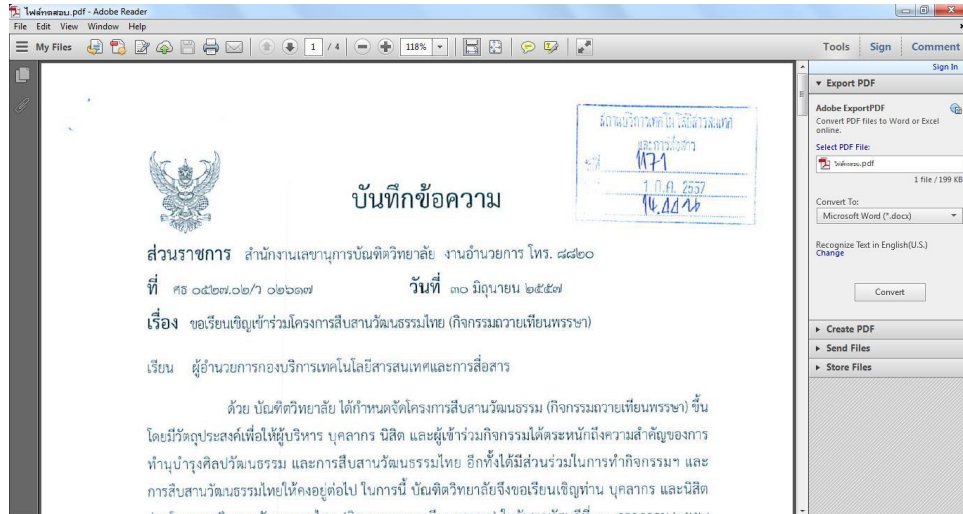 ไฟล์ทดสอบ.pdf - Adobe Reader
File Edit View Window Help
My Files 1 / 4 118% Tools Sign Comment
Sign In
Export PDF
Adobe ExportPDF
Convert PDF files to Word or Excel online.
Select PDF File:
ไฟล์ทดสอบ.pdf
1 file / 199 KB
Convert To:
Microsoft Word (*.docx)
Recognize Text in English(U.S.)
Change
Convert
Create PDF
Send Files
Store Files
และการสื่อสาร
1171
1 ก.ค. 2557
บันทึกข้อความ
ส่วนราชการ สำนักงานเลขานุการบัณฑิตวิทยาลัย งานอำนวยการ โทร. ๘๘๒๐
ที่ ศธ ๐๕๒๗.๐๒/ว ๐๒๖๑๗ วันที่ ๓๐ มิถุนายน ๒๕๕๗
เรื่อง ขอเรียนเชิญเข้าร่วมโครงการสืบสานวัฒนธรรมไทย (กิจกรรมถวายเทียนพรรษา)
เรียน ผู้อำนวยการกองบริการเทคโนโลยีสารสนเทศและการสื่อสาร
ด้วย บัณฑิตวิทยาลัย ได้กำหนดจัดโครงการสืบสานวัฒนธรรม (กิจกรรมถวายเทียนพรรษา) ขึ้น
โดยมีวัตถุประสงค์เพื่อให้ผู้บริหาร บุคลากร นิสิต และผู้เข้าร่วมกิจกรรมได้ตระหนักถึงความสำคัญของการ
ทำนุบำรุงศิลปวัฒนธรรม และการสืบสานวัฒนธรรมไทย อีกทั้งได้มีส่วนร่วมในการทำกิจกรรมฯ และ
การสืบสานวัฒนธรรมไทยให้คงอยู่ต่อไป ในการนี้ บัณฑิตวิทยาลัยจึงขอเรียนเชิญท่าน บุคลากร และนิสิต